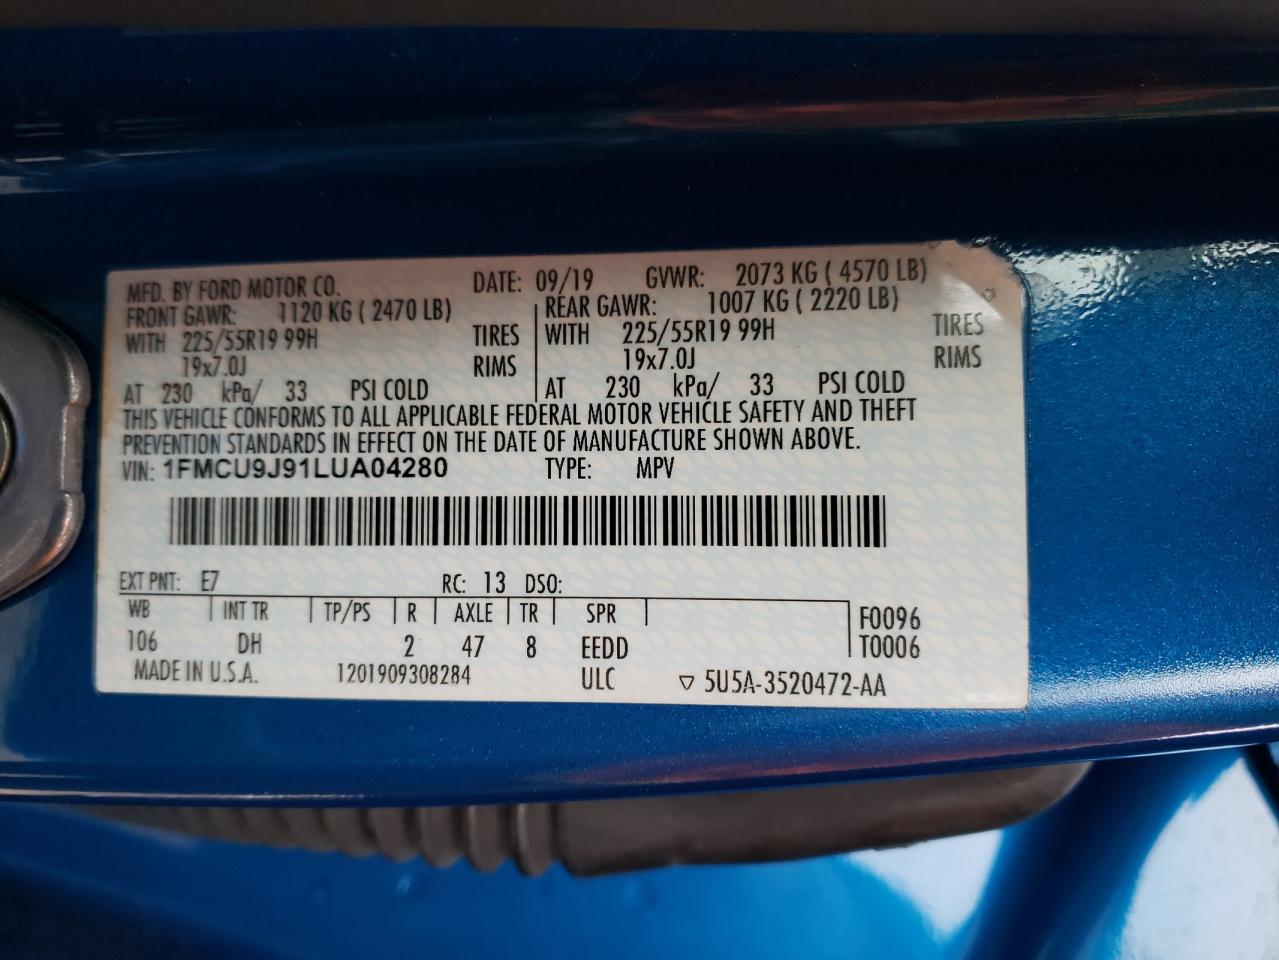 MFD. BY FORD MOTOR CO. DATE: 09/19 GVWR: 2073 KG ( 4570 LB)
FRONT GAWR: 1120 KG ( 2470 LB) REAR GAWR: 1007 KG ( 2220 LB)
WITH 225/55R19 99H TIRES WITH 225/55R19 99H TIRES
19x7.0J RIMS 19x7.0J RIMS
AT 230 kPa/ 33 PSI COLD AT 230 kPa/ 33 PSI COLD
THIS VEHICLE CONFORMS TO ALL APPLICABLE FEDERAL MOTOR VEHICLE SAFETY AND THEFT
PREVENTION STANDARDS IN EFFECT ON THE DATE OF MANUFACTURE SHOWN ABOVE.
VIN: 1FMCU9J91LUA04280 TYPE: MPV
EXT PNT: E7 RC: 13 DSO:
WB INT TR TP/PS R AXLE TR SPR F0096
106 DH 2 47 8 EEDD T0006
MADE IN U.S.A. 1201909308284 ULC ▽ 5U5A-3520472-AA